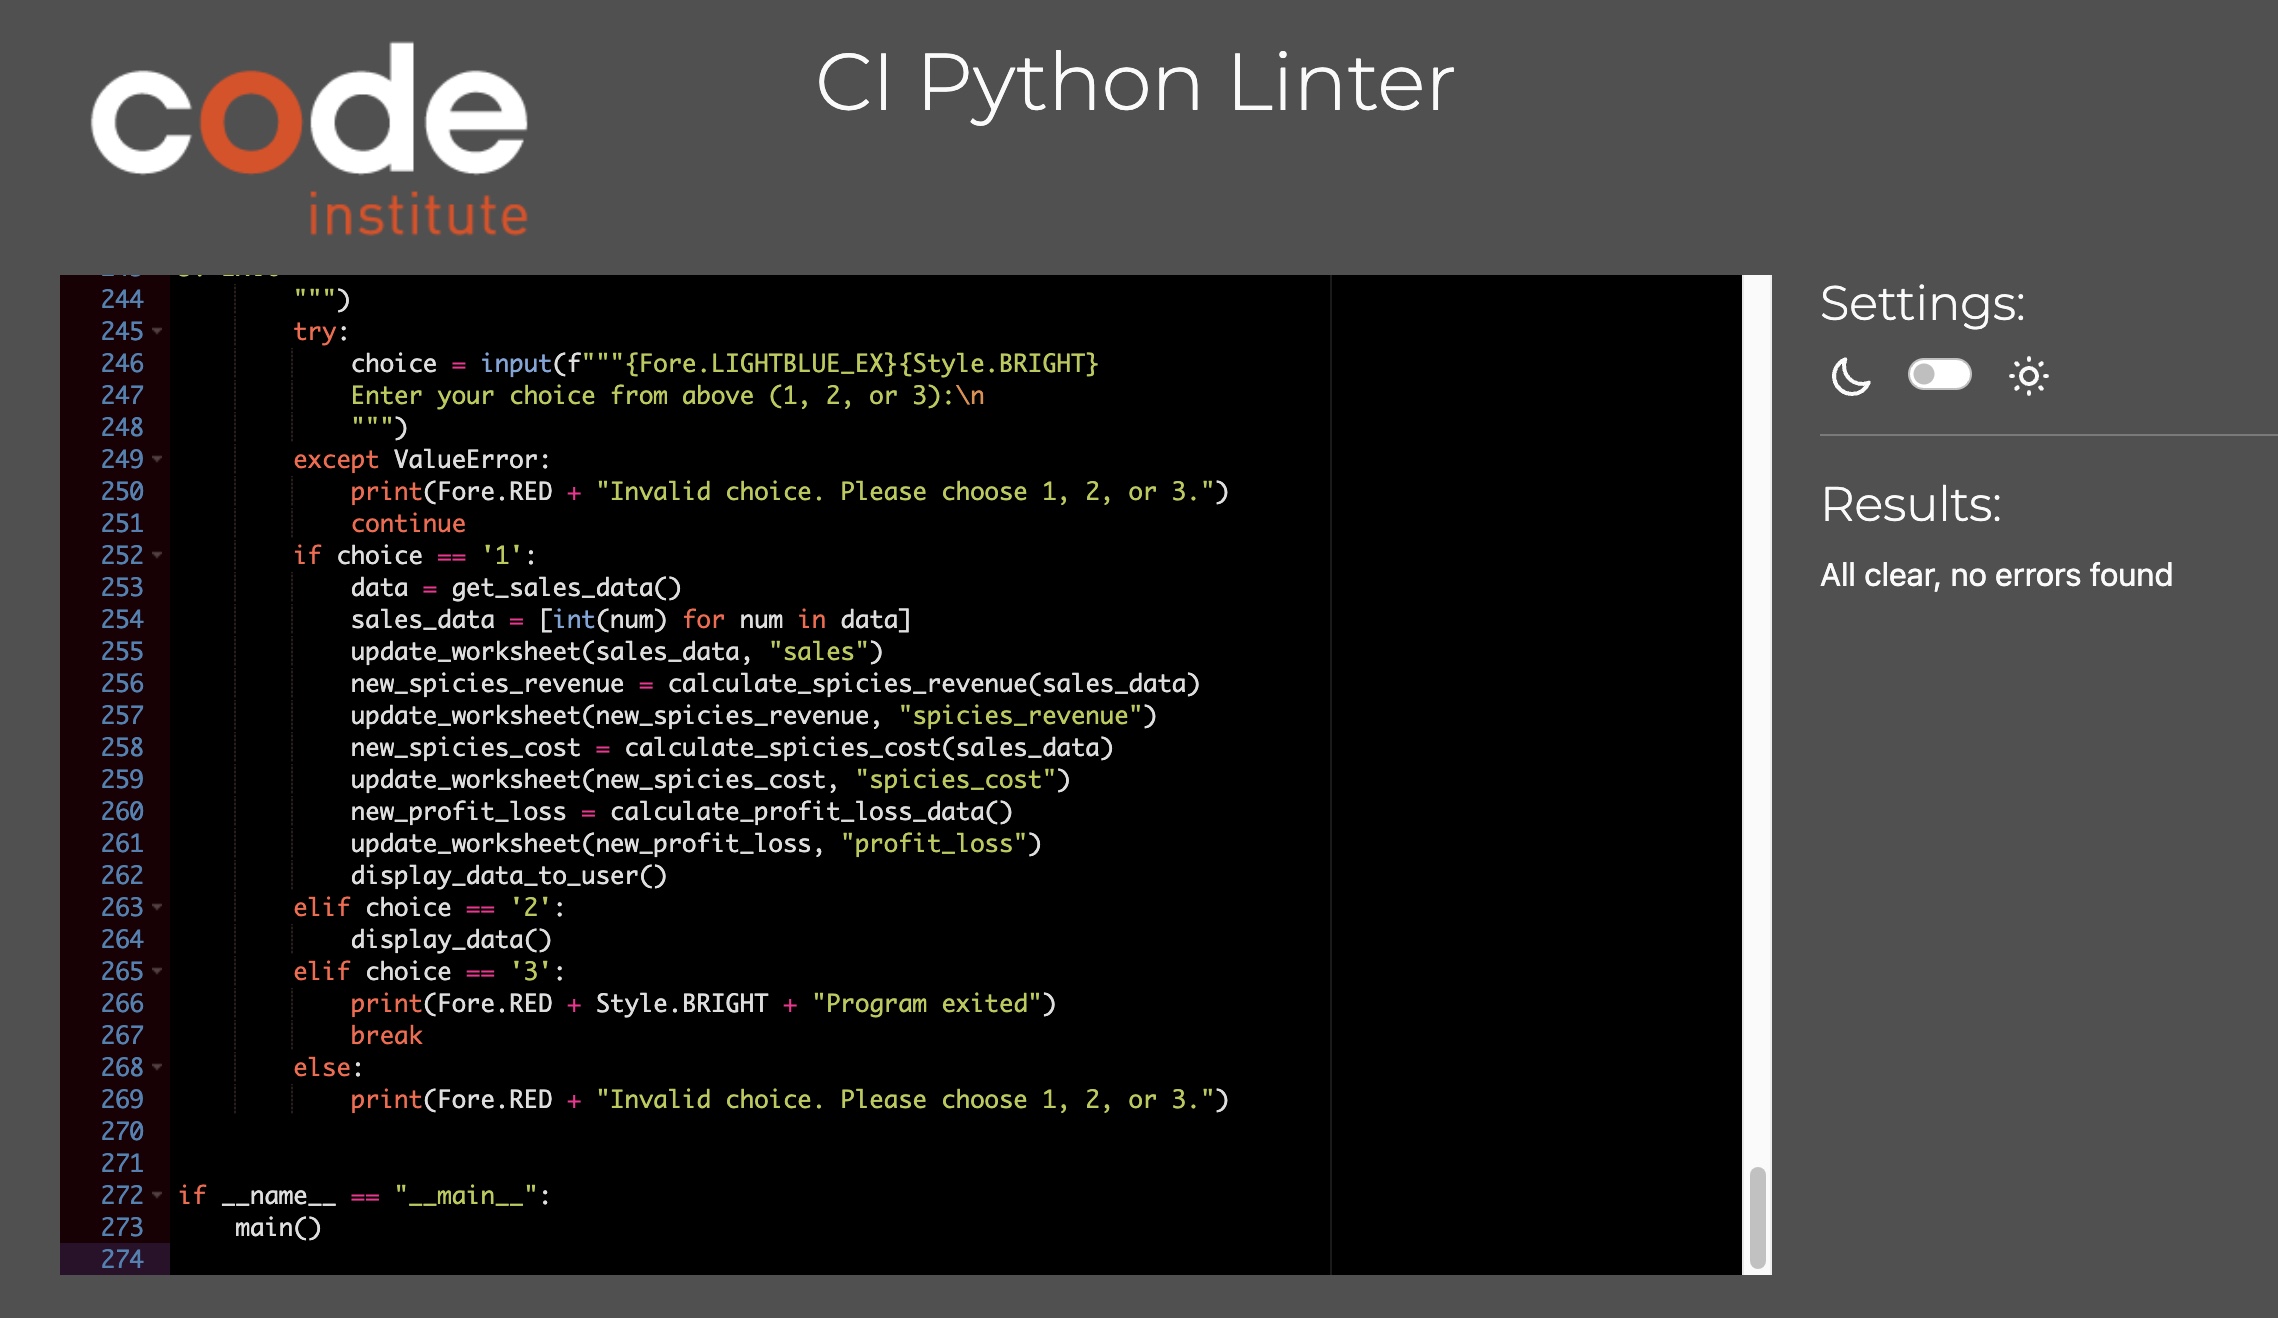 code
institute
CI Python Linter
244 """)
245 try:
246 choice = input(f"""{Fore.LIGHTBLUE_EX}{Style.BRIGHT}
247 Enter your choice from above (1, 2, or 3):\n
248 """)
249 except ValueError:
250 print(Fore.RED + "Invalid choice. Please choose 1, 2, or 3.")
251 continue
252 if choice == '1':
253 data = get_sales_data()
254 sales_data = [int(num) for num in data]
255 update_worksheet(sales_data, "sales")
256 new_spicies_revenue = calculate_spicies_revenue(sales_data)
257 update_worksheet(new_spicies_revenue, "spicies_revenue")
258 new_spicies_cost = calculate_spicies_cost(sales_data)
259 update_worksheet(new_spicies_cost, "spicies_cost")
260 new_profit_loss = calculate_profit_loss_data()
261 update_worksheet(new_profit_loss, "profit_loss")
262 display_data_to_user()
263 elif choice == '2':
264 display_data()
265 elif choice == '3':
266 print(Fore.RED + Style.BRIGHT + "Program exited")
267 break
268 else:
269 print(Fore.RED + "Invalid choice. Please choose 1, 2, or 3.")
270
271
272 if __name__ == "__main__":
273 main()
274
Settings:
Results:
All clear, no errors found